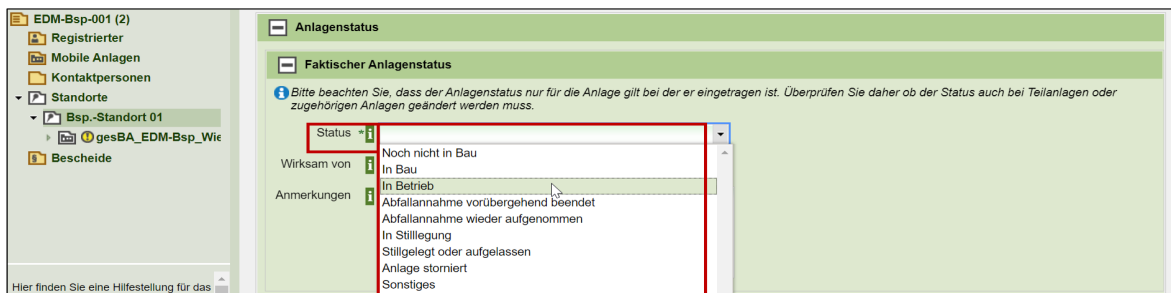 EDM-Bsp-001 (2)
Registrierter
Mobile Anlagen
Kontaktpersonen
Standorte
Bsp.-Standort 01
gesBA_EDM-Bsp_Wie
Bescheide
Hier finden Sie eine Hilfestellung für das
Anlagenstatus
Faktischer Anlagenstatus
Bitte beachten Sie, dass der Anlagenstatus nur für die Anlage gilt bei der er eingetragen ist. Überprüfen Sie daher ob der Status auch bei Teilanlagen oder
zugehörigen Anlagen geändert werden muss.
Status *
Wirksam von
Anmerkungen
Noch nicht in Bau
In Bau
In Betrieb
Abfallannahme vorübergehend beendet
Abfallannahme wieder aufgenommen
In Stilllegung
Stillgelegt oder aufgelassen
Anlage storniert
Sonstiges